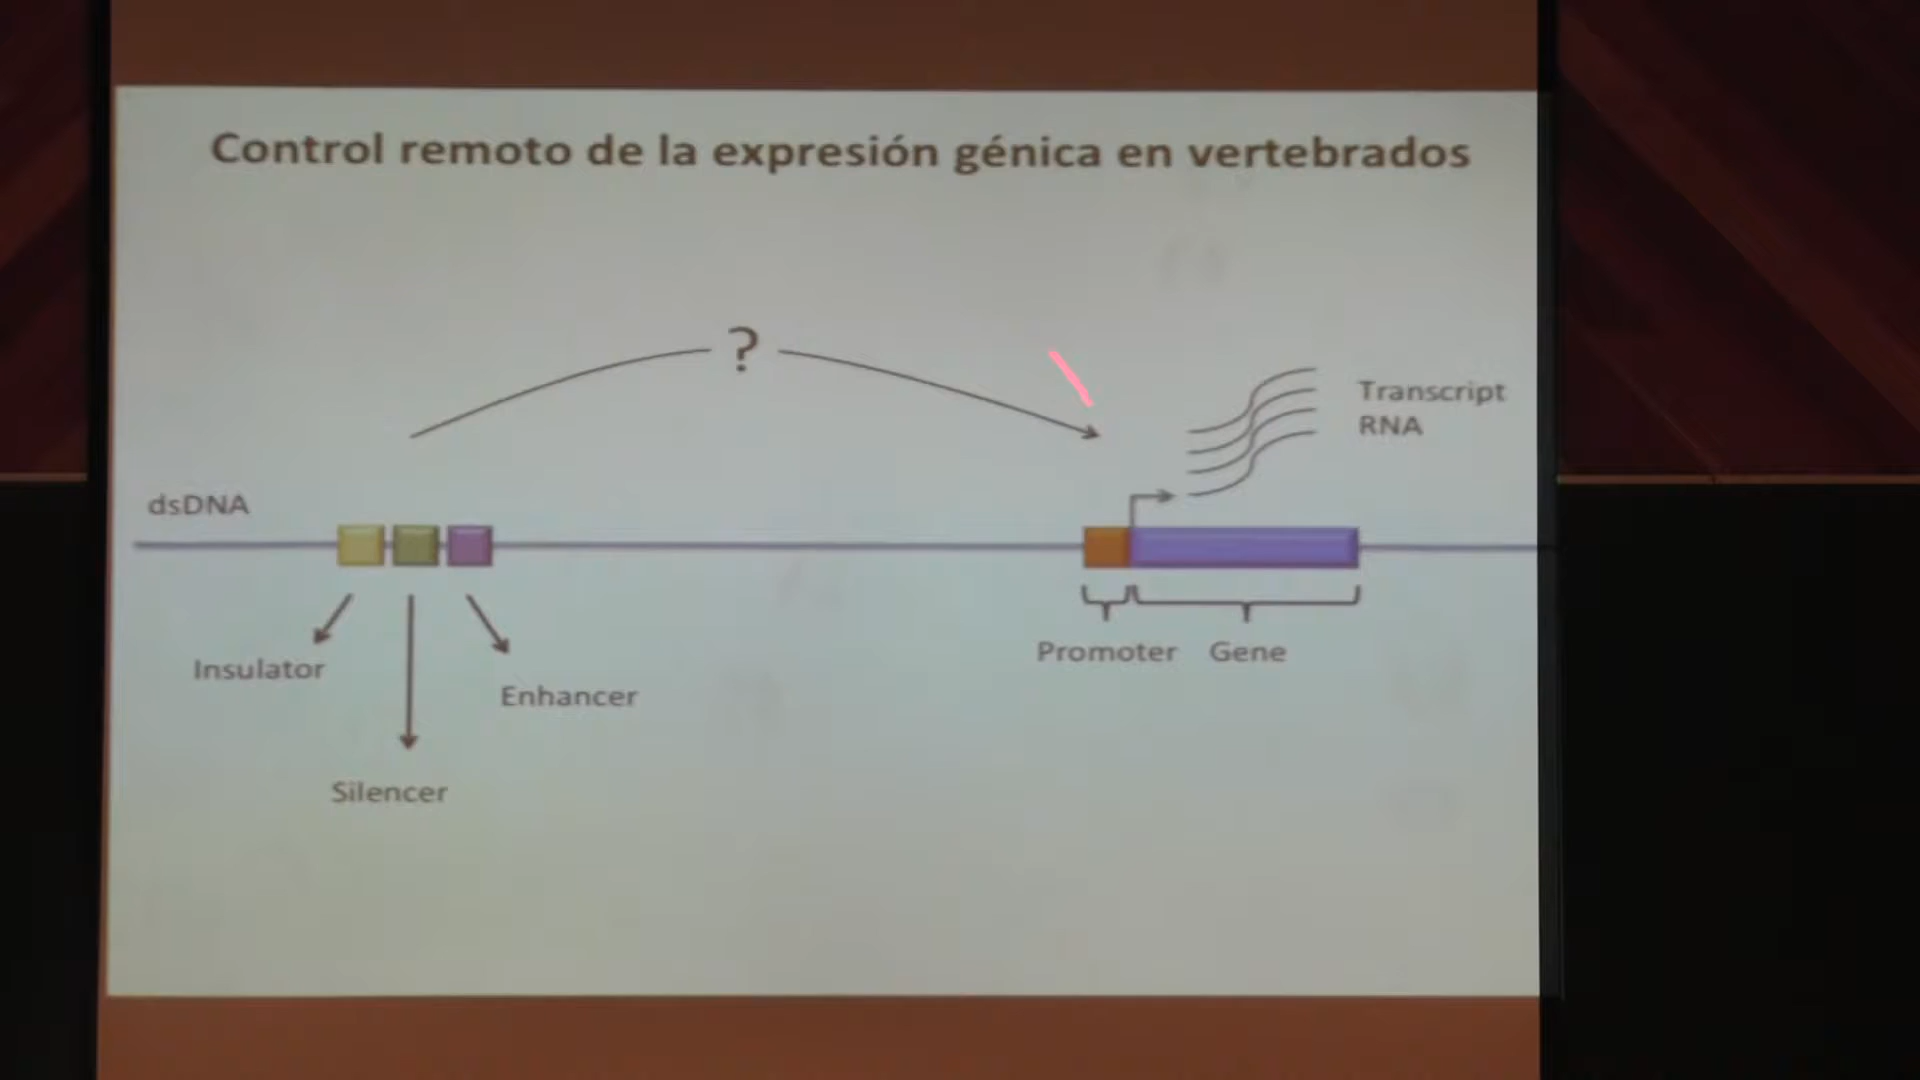 Control remoto de la expresión génica en vertebrados
?
Transcript
RNA
dsDNA
Insulator
Enhancer
Silencer
Promoter
Gene